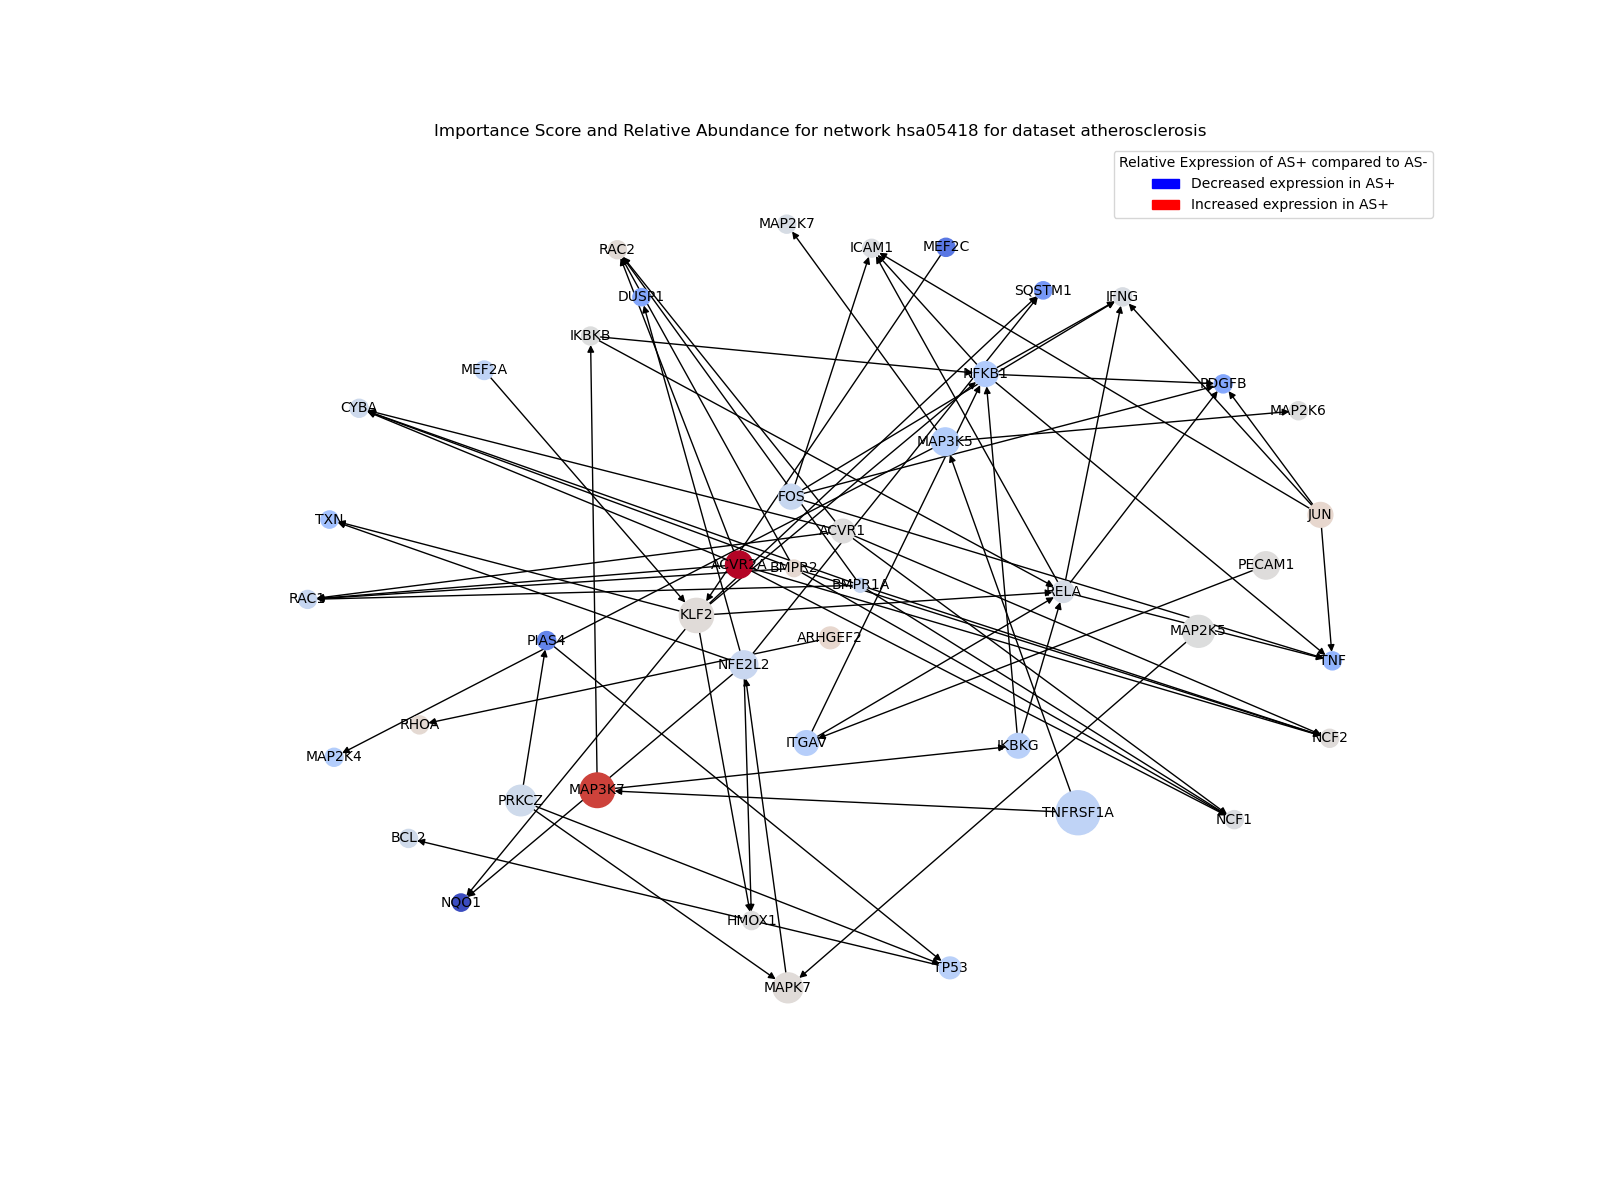 Importance Score and Relative Abundance for network hsa05418 for dataset atherosclerosis
Relative Expression of AS+ compared to AS-
Decreased expression in AS+
Increased expression in AS+
MAP2K7
RAC2
ICAM1
MEF2C
DUSP1
SQSTM1
IFNG
IKBKB
MEF2A
NFKB1
PDGFB
CYBA
MAP2K6
MAP3K5
FOS
TXN
JUN
ACVR1
ACVR2A
BMPR2
PECAM1
BMPR1A
RELA
RAC1
KLF2
MAP2K5
PIAS4
ARHGEF2
NFE2L2
TNF
RHOA
NCF2
ITGAV
IKBKG
MAP2K4
MAP3K7
PRKCZ
TNFRSF1A
NCF1
BCL2
NQO1
HMOX1
TP53
MAPK7